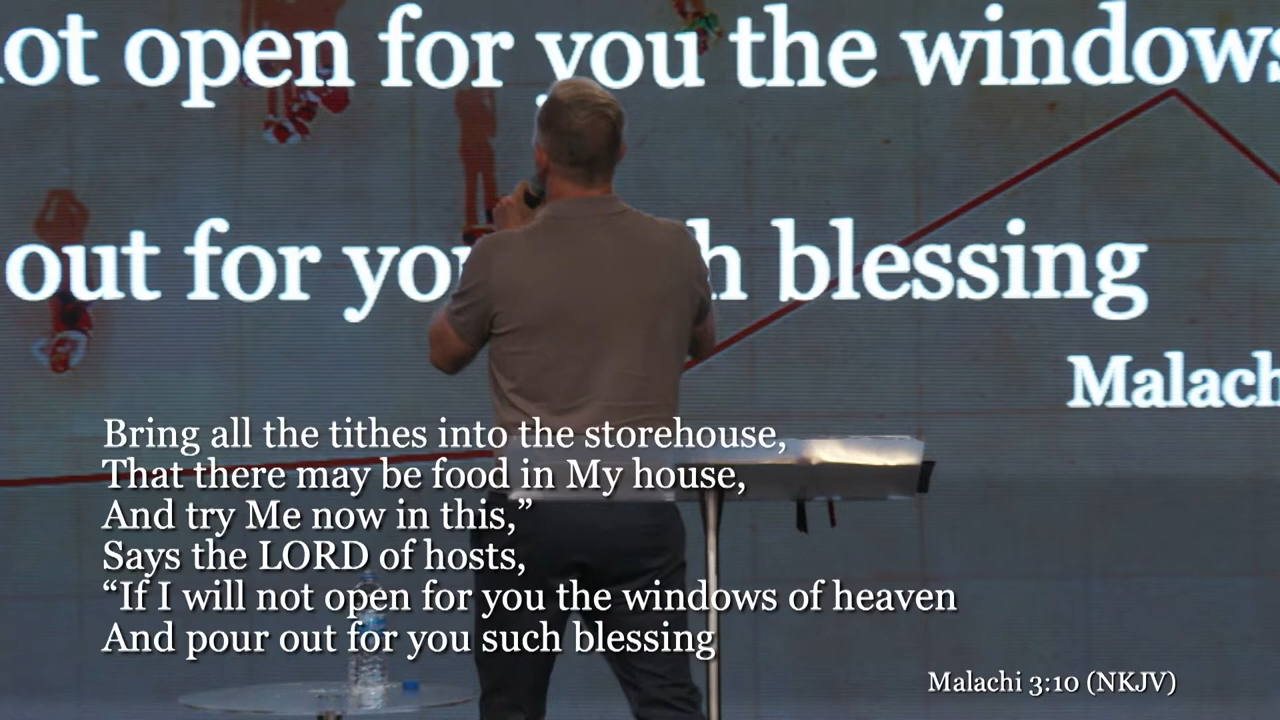 ot open for you the windows
out for you h blessing
Malach
Bring all the tithes into the storehouse,
That there may be food in My house,
And try Me now in this,”
Says the LORD of hosts,
“If I will not open for you the windows of heaven
And pour out for you such blessing
Malachi 3:10 (NKJV)